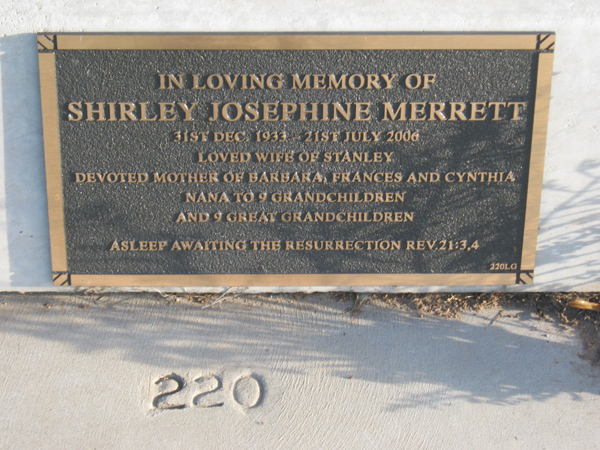 IN LOVING MEMORY OF
SHIRLEY JOSEPHINE MERRETT
31ST DEC. 1933 - 21ST JULY 2006
LOVED WIFE OF STANLEY
DEVOTED MOTHER OF BARBARA, FRANCES AND CYNTHIA
NANA TO 9 GRANDCHILDREN
AND 9 GREAT GRANDCHILDREN
ASLEEP AWAITING THE RESURRECTION REV.21:3,4
220LG
220